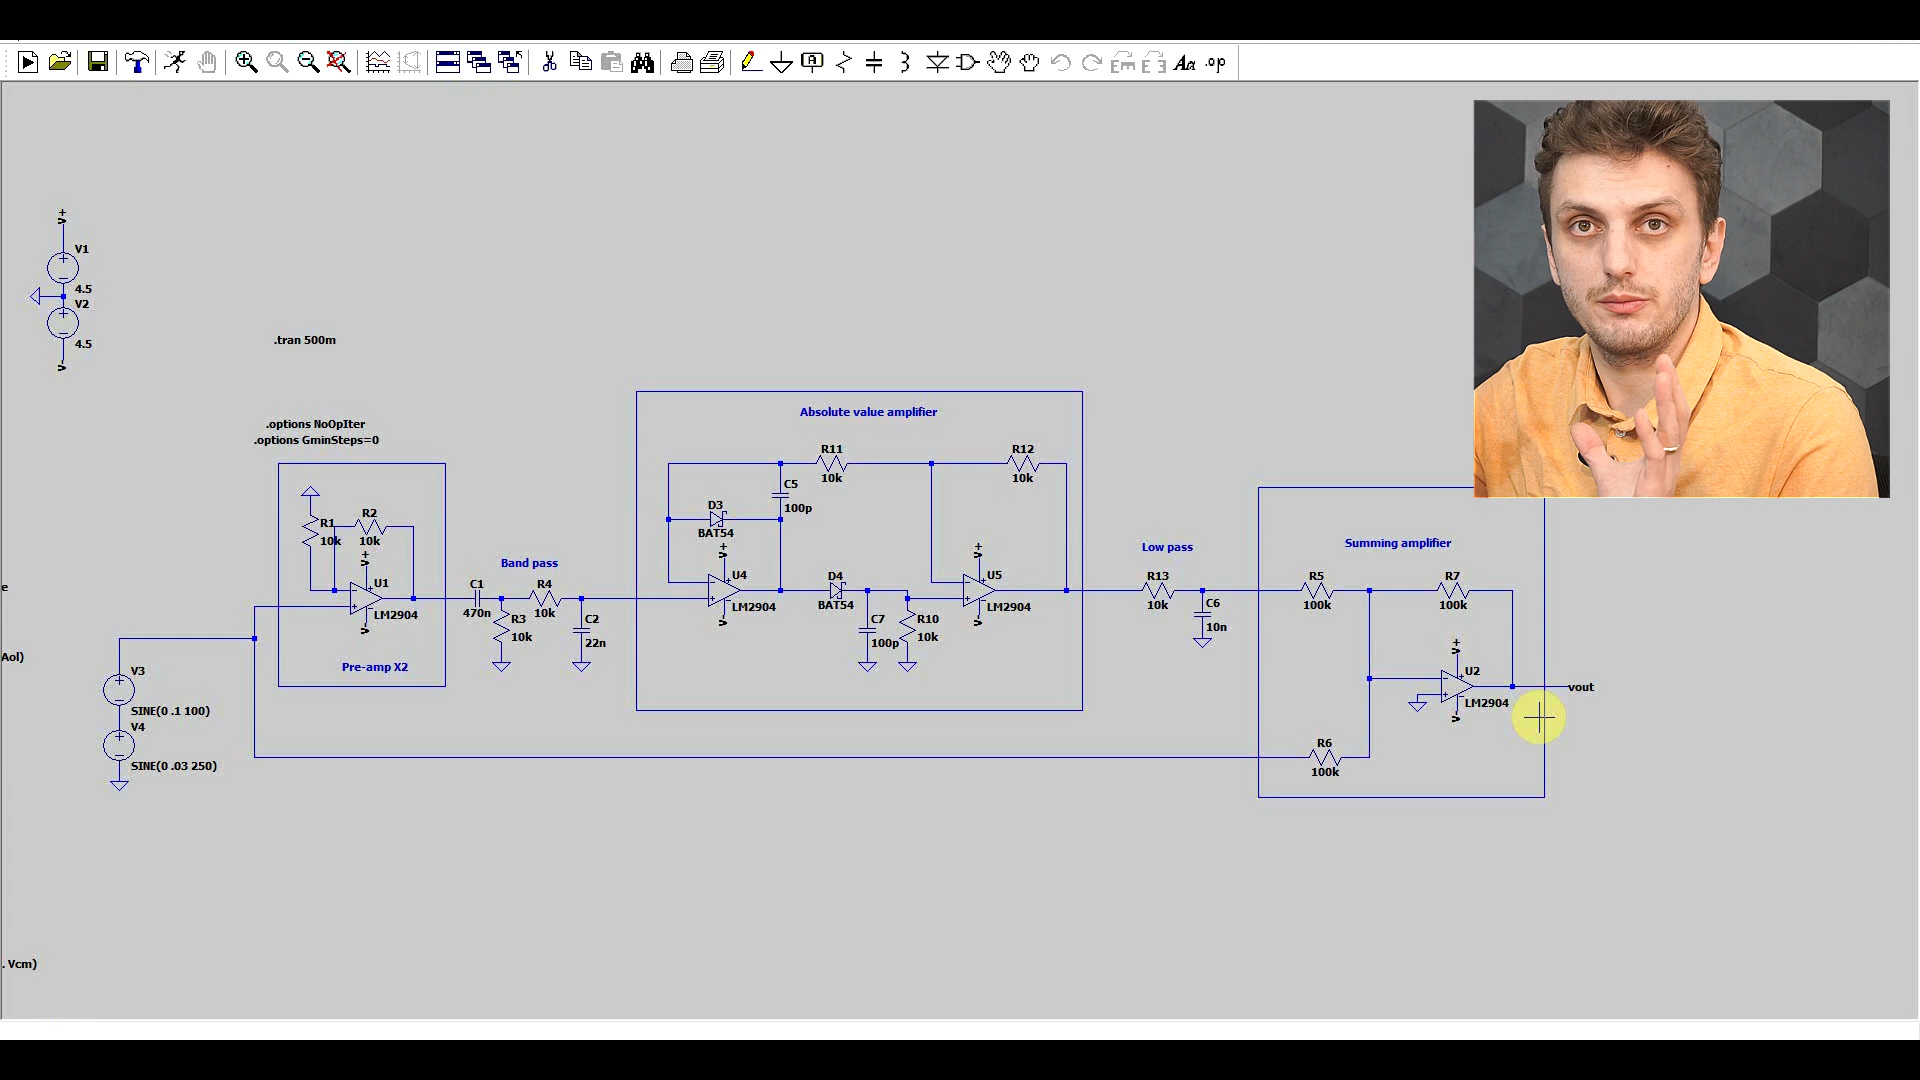 A
Aa
.op
V+
V1
4.5
V2
4.5
V-
.tran 500m
.options NoOpIter
.options GminSteps=0
R1
10k
R2
10k
V+
U1
LM2904
V-
Pre-amp X2
V3
SINE(0 .1 100)
V4
SINE(0 .03 250)
e
Aol)
. Vcm)
Band pass
C1
470n
R3
10k
R4
10k
C2
22n
Absolute value amplifier
R11
10k
R12
10k
C5
100p
D3
BAT54
V+
U4
LM2904
V-
D4
BAT54
C7
100p
R10
10k
V+
U5
LM2904
V-
Low pass
R13
10k
C6
10n
Summing amplifier
R5
100k
R7
100k
V+
U2
LM2904
V-
vout
R6
100k